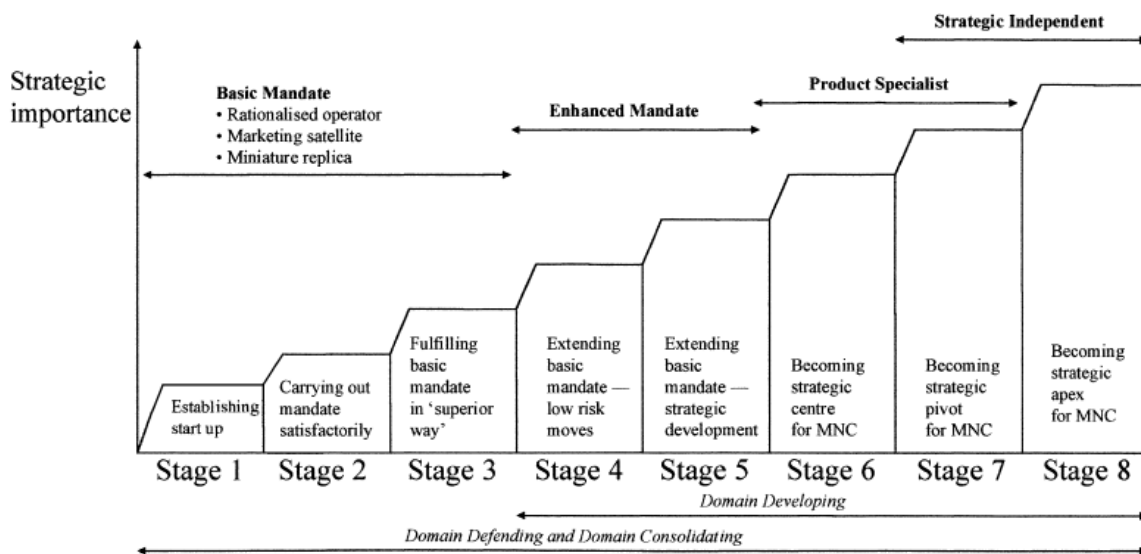 Strategic Independent
Strategic
importance
Basic Mandate
• Rationalised operator
• Marketing satellite
• Miniature replica
Enhanced Mandate
Product Specialist
Establishing
start up
Carrying out
mandate
satisfactorily
Fulfilling
basic
mandate
in ‘superior
way’
Extending
basic
mandate —
low risk
moves
Extending
basic
mandate —
strategic
development
Becoming
strategic
centre
for MNC
Becoming
strategic
pivot
for MNC
Becoming
strategic
apex
for MNC
Stage 1
Stage 2
Stage 3
Stage 4
Stage 5
Stage 6
Stage 7
Stage 8
Domain Developing
Domain Defending and Domain Consolidating